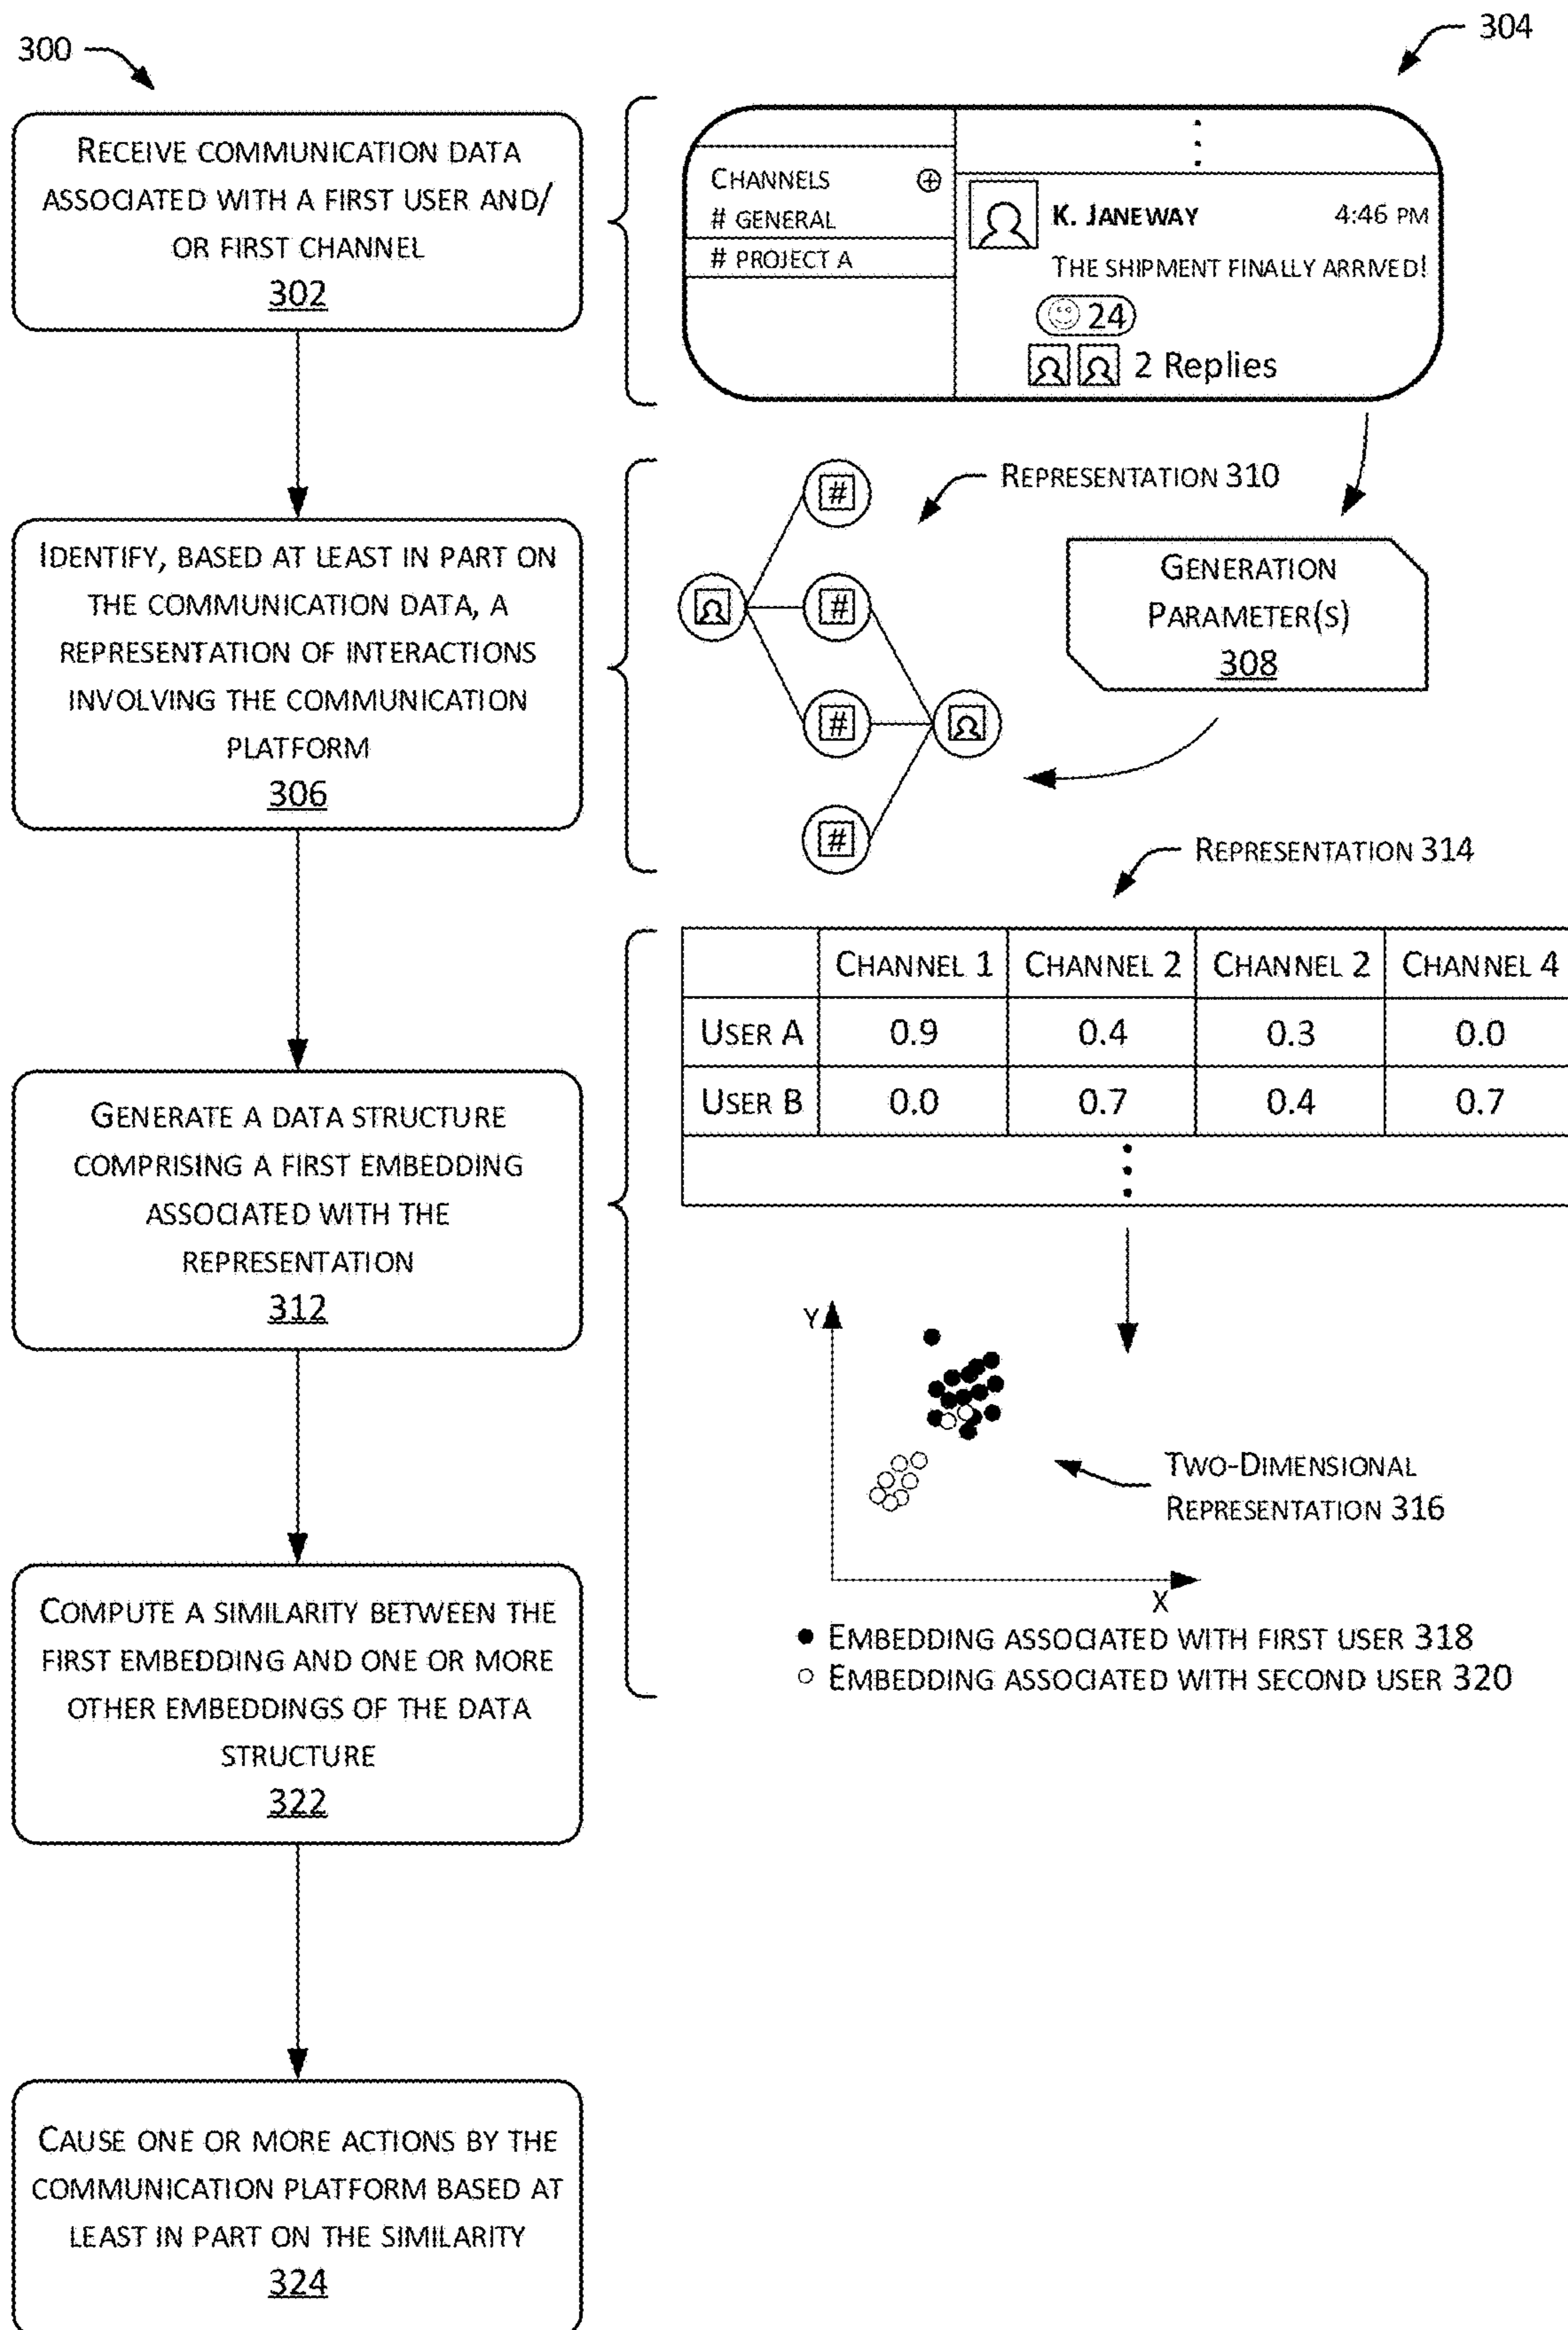 300
304
RECEIVE COMMUNICATION DATA
ASSOCIATED WITH A FIRST USER AND/
OR FIRST CHANNEL
302
CHANNELS
# GENERAL
# PROJECT A
K. JANEWAY
4:46 PM
THE SHIPMENT FINALLY ARRIVED!
24
2 Replies
IDENTIFY, BASED AT LEAST IN PART ON
THE COMMUNICATION DATA, A
REPRESENTATION OF INTERACTIONS
INVOLVING THE COMMUNICATION
PLATFORM
306
REPRESENTATION 310
#
#
#
#
GENERATION
PARAMETER(S)
308
REPRESENTATION 314
GENERATE A DATA STRUCTURE
COMPRISING A FIRST EMBEDDING
ASSOCIATED WITH THE
REPRESENTATION
312
CHANNEL 1 CHANNEL 2 CHANNEL 2 CHANNEL 4
USER A 0.9 0.4 0.3 0.0
USER B 0.0 0.7 0.4 0.7
Y
X
TWO-DIMENSIONAL
REPRESENTATION 316
EMBEDDING ASSOCIATED WITH FIRST USER 318
EMBEDDING ASSOCIATED WITH SECOND USER 320
COMPUTE A SIMILARITY BETWEEN THE
FIRST EMBEDDING AND ONE OR MORE
OTHER EMBEDDINGS OF THE DATA
STRUCTURE
322
CAUSE ONE OR MORE ACTIONS BY THE
COMMUNICATION PLATFORM BASED AT
LEAST IN PART ON THE SIMILARITY
324